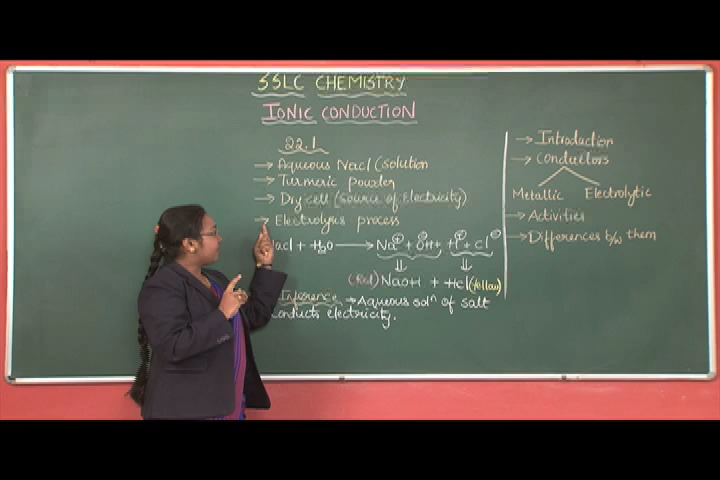 SSLC CHEMISTRY
IONIC CONDUCTION
22.1
→ Aqueous Nacl (solution
→ Turmeric powder
→ Dry cell (source of electricity)
→ Electrolysis process
acl + H₂O → Na⁺ + OH + H⁺ + cl⁻
⇓ ⇓
(Red) NaoH + Hcl (Yellow)
Inference → Aqueous solⁿ of salt
conducts electricity.
→ Introduction
→ Conductors
Metallic Electrolytic
→ Activities
→ Differences b/w them